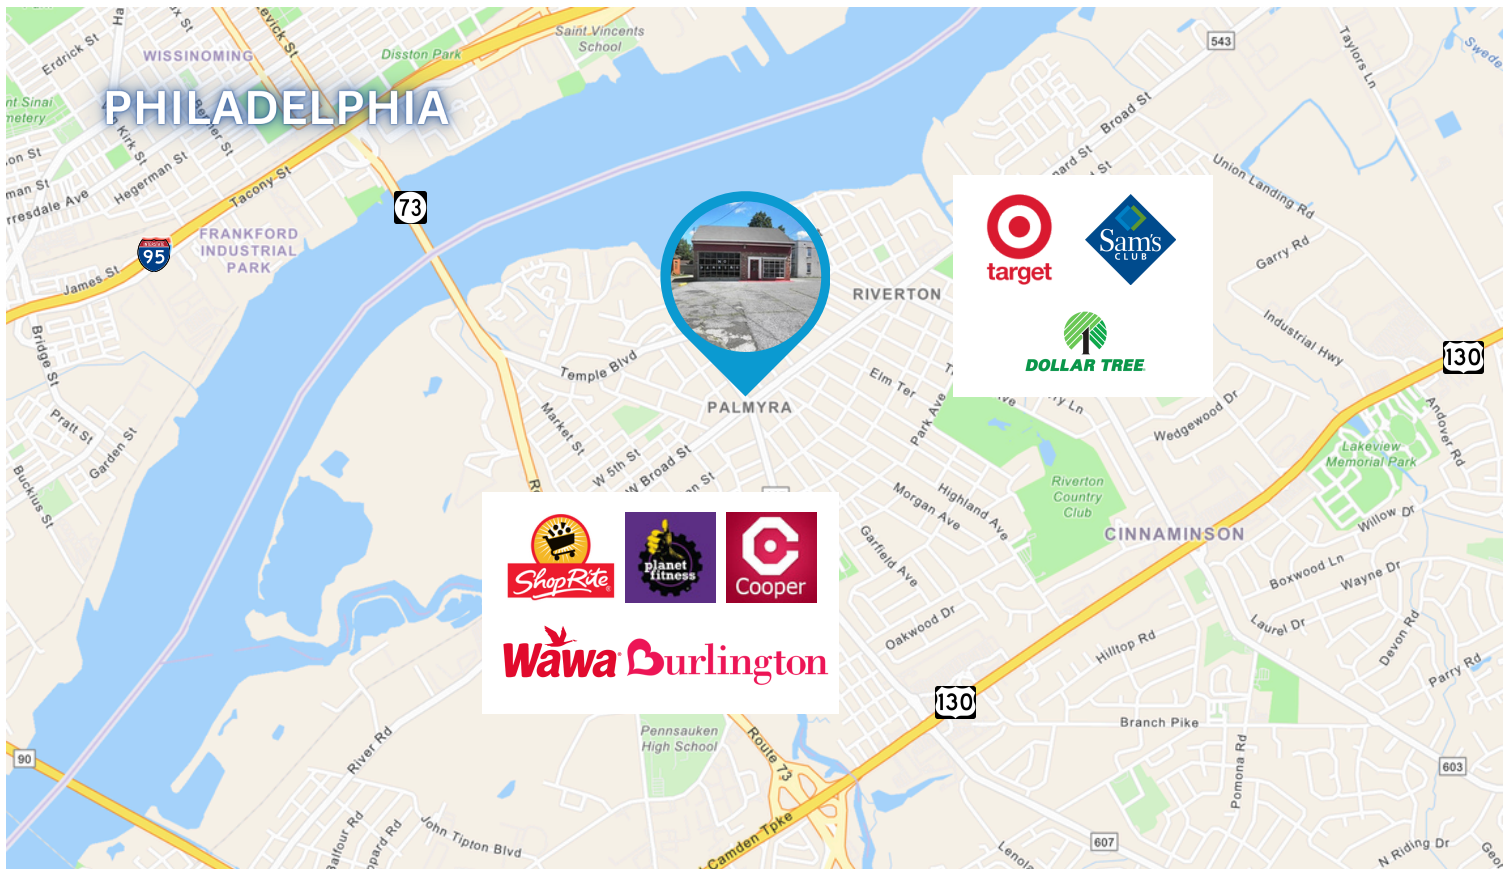 Erdrick St
WISSINOMING
Disston Park
Saint Vincents
School
543
Taylors Ln
PHILADELPHIA
Kirk St
Hegerman St
Tacony St
73
FRANKFORD
INDUSTRIAL
PARK
95
James St
Bridge St
Pratt St
Garden St
Buckius St
Broad St
Union Landing Rd
Garry Rd
Industrial Hwy
130
target
Sam's
CLUB
DOLLAR TREE
RIVERTON
Temple Blvd
PALMYRA
Elm Ter
Park Ave
Market St
W 5th St
W Broad St
Wedgewood Dr
Andover Rd
Lakeview
Memorial Park
Riverton
Country
Club
Morgan Ave
Highland Ave
Garfield Ave
CINNAMINSON
Willow Dr
Boxwood Ln
Wayne Dr
Laurel Dr
Devon Rd
Parry Rd
Oakwood Dr
Hilltop Rd
ShopRite
planet
fitness
Cooper
Wawa
Burlington
130
Branch Pike
Pomona Rd
603
607
N Riding Dr
Pennsauken
High School
Route 73
Camden Tpke
90
River Rd
John Tipton Blvd
Balfour Rd